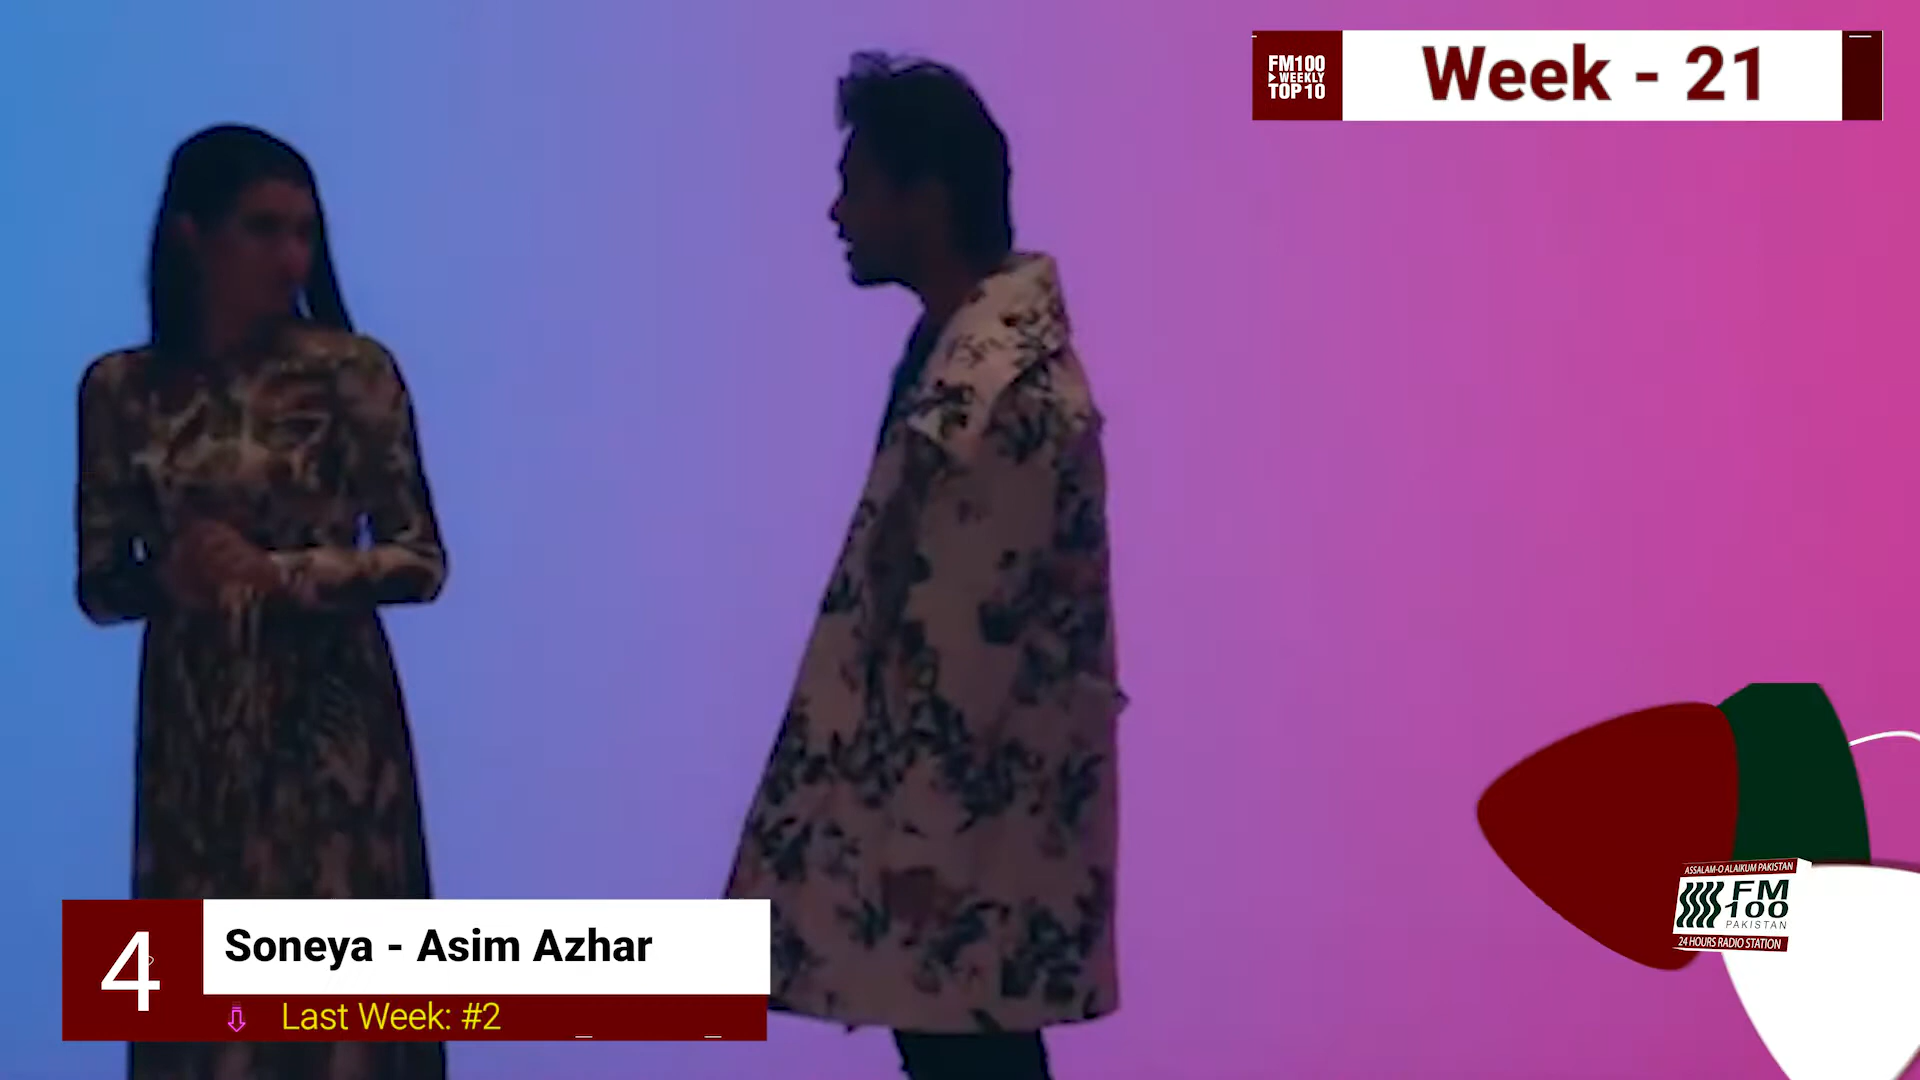 FM100
WEEKLY
TOP 10
Week - 21
ASSALAM-O ALAIKUM PAKISTAN
FM
100
PAKISTAN
24 HOURS RADIO STATION
4
Soneya - Asim Azhar
Last Week: #2